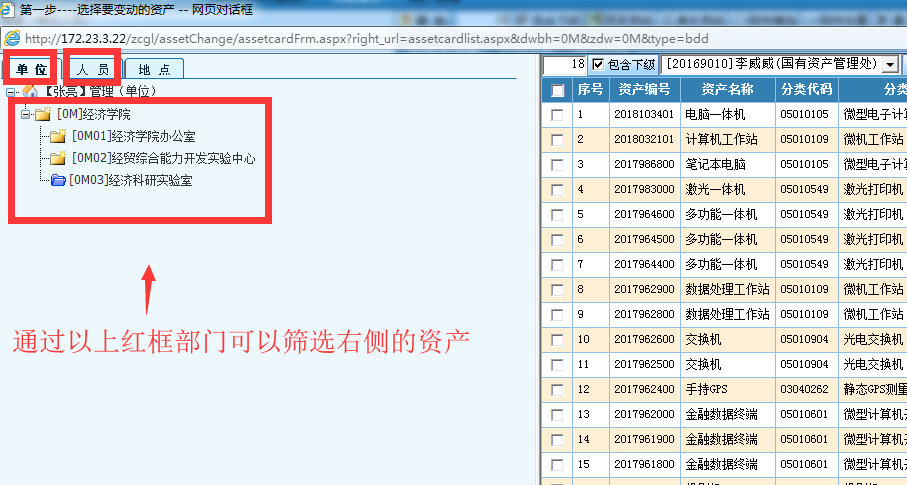 第一步----选择要变动的资产 -- 网页对话框
http://172.23.3.22/zcgl/assetChange/assetcardFrm.aspx?right_url=assetcardlist.aspx&dwbh=0M&zdw=0M&type=bdd
单 位 人 员 地 点
【张亮】管理（单位）
[0M]经济学院
[0M01]经济学院办公室
[0M02]经贸综合能力开发实验中心
[0M03]经济科研实验室
通过以上红框部门可以筛选右侧的资产
18 包含下级 [20169010]李威威(国有资产管理处)
序号 资产编号 资产名称 分类代码 分类
1 2018103401 电脑一体机 05010105 微型电子计
2 2018032101 计算机工作站 05010109 微机工作站
3 2017986800 笔记本电脑 05010105 微型电子计
4 2017983000 激光一体机 05010549 激光打印机
5 2017964600 多功能一体机 05010549 激光打印机
6 2017964500 多功能一体机 05010549 激光打印机
7 2017964400 多功能一体机 05010549 激光打印机
8 2017962900 数据处理工作站 05010109 微机工作站
9 2017962800 数据处理工作站 05010109 微机工作站
10 2017962600 交换机 05010904 光电交换机
11 2017962500 交换机 05010904 光电交换机
12 2017962400 手持GPS 03040262 静态GPS测量
13 2017962000 金融数据终端 05010601 微型计算机
14 2017961900 金融数据终端 05010601 微型计算机
15 2017961800 金融数据终端 05010601 微型计算机